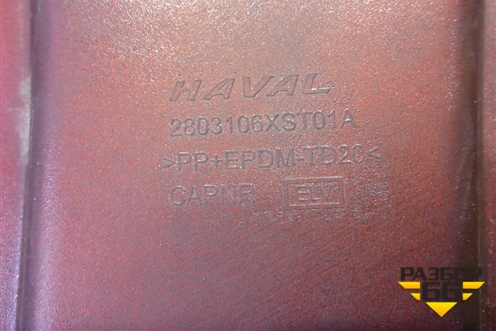 HAVAL
2803106XST01A
>PP+EPDM-TD20<
CAPNR ELV
РАЗБОР
66